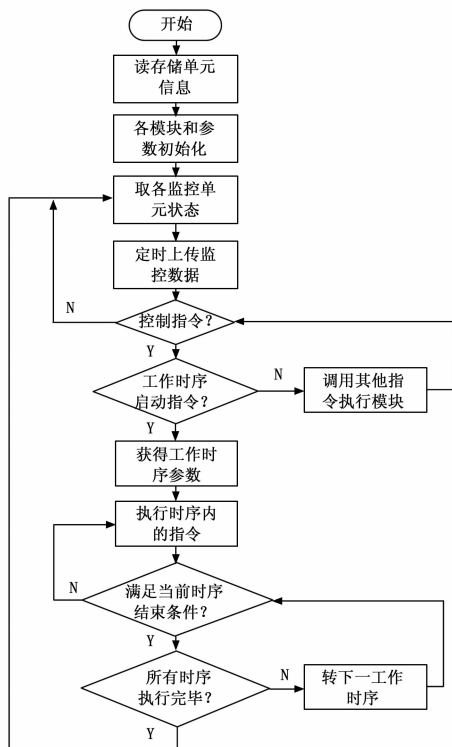 开始
读存储单元
信息
各模块和参
数初始化
取各监控单
元状态
定时上传监
控数据
N
控制指令?
Y
工作时序
启动指令?
N
调用其他指
令执行模块
Y
获得工作时
序参数
执行时序内
的指令
N
满足当前时序
结束条件?
Y
所有时序
执行完毕?
N
转下一工作
时序
Y